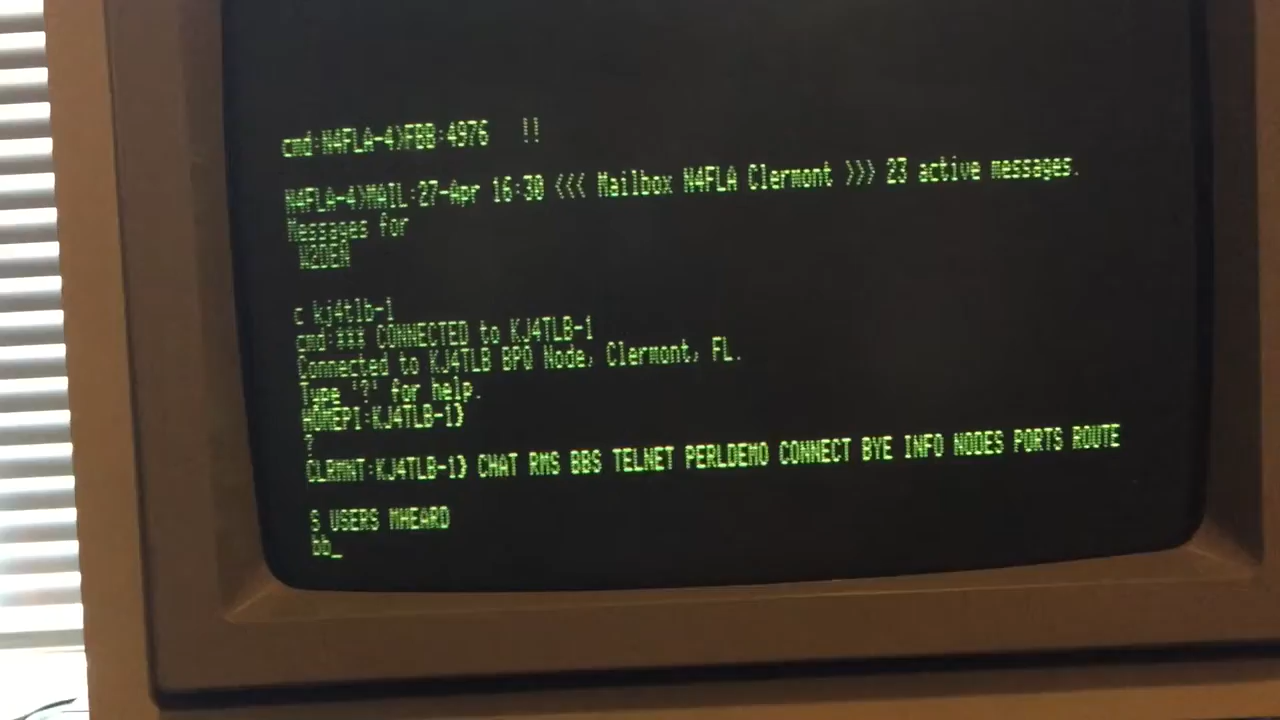 cmd:N4FLA-4>FBB:4976   !!
N4FLA-4>MAIL:27-Apr 16:30 <<< Mailbox N4FLA Clermont >>> 23 active messages.
Messages for
W2DEN
c kj4tlb-1
cmd:*** CONNECTED to KJ4TLB-1
Connected to KJ4TLB BPQ Node, Clermont, FL.
Type '?' for help.
HOMEPI:KJ4TLB-1}
?
CLRMNT:KJ4TLB-1} CHAT RMS BBS TELNET PERLDEMO CONNECT BYE INFO NODES PORTS ROUTE
S USERS MHEARD
bb_